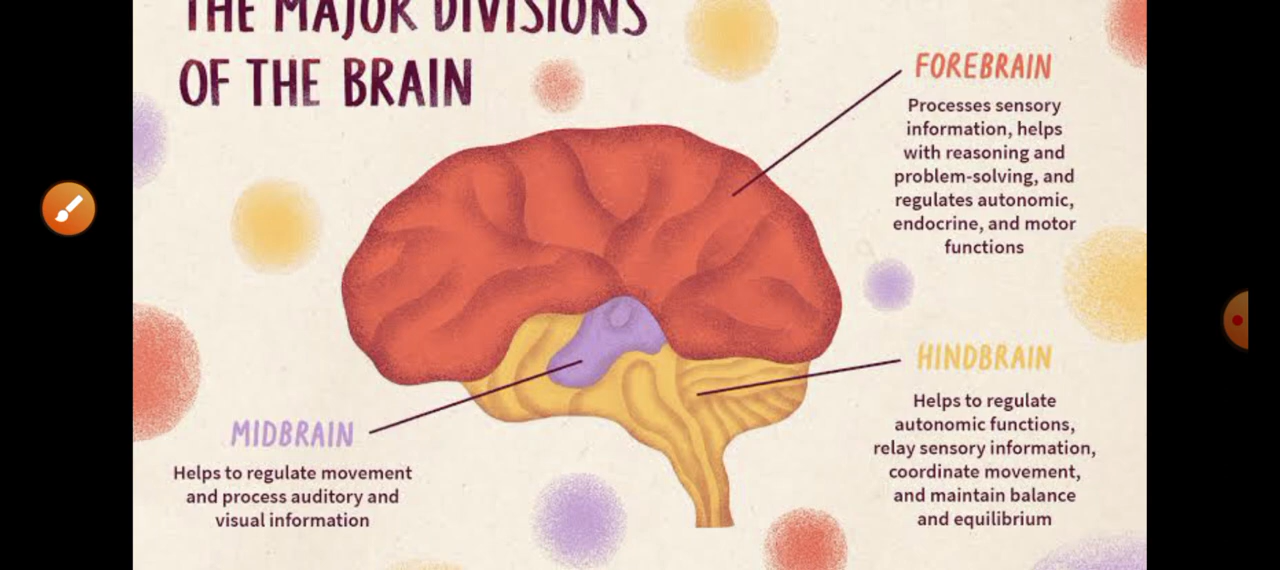 THE MAJOR DIVISIONS
OF THE BRAIN
FOREBRAIN
Processes sensory
information, helps
with reasoning and
problem-solving, and
regulates autonomic,
endocrine, and motor
functions
HINDBRAIN
Helps to regulate
autonomic functions,
relay sensory information,
coordinate movement,
and maintain balance
and equilibrium
MIDBRAIN
Helps to regulate movement
and process auditory and
visual information